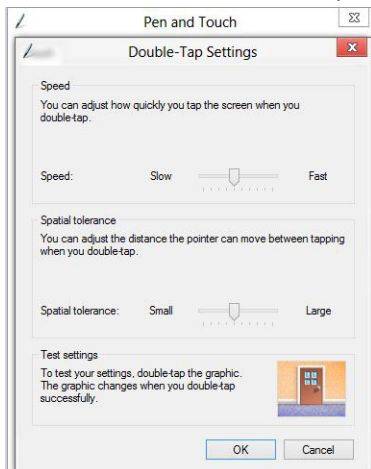 Pen and Touch
Double-Tap Settings
Speed
You can adjust how quickly you tap the screen when you
double-tap.
Speed: Slow Fast
Spatial tolerance
You can adjust the distance the pointer can move between tapping
when you double-tap.
Spatial tolerance: Small Large
Test settings
To test your settings, double-tap the graphic.
The graphic changes when you double-tap
successfully.
OK Cancel